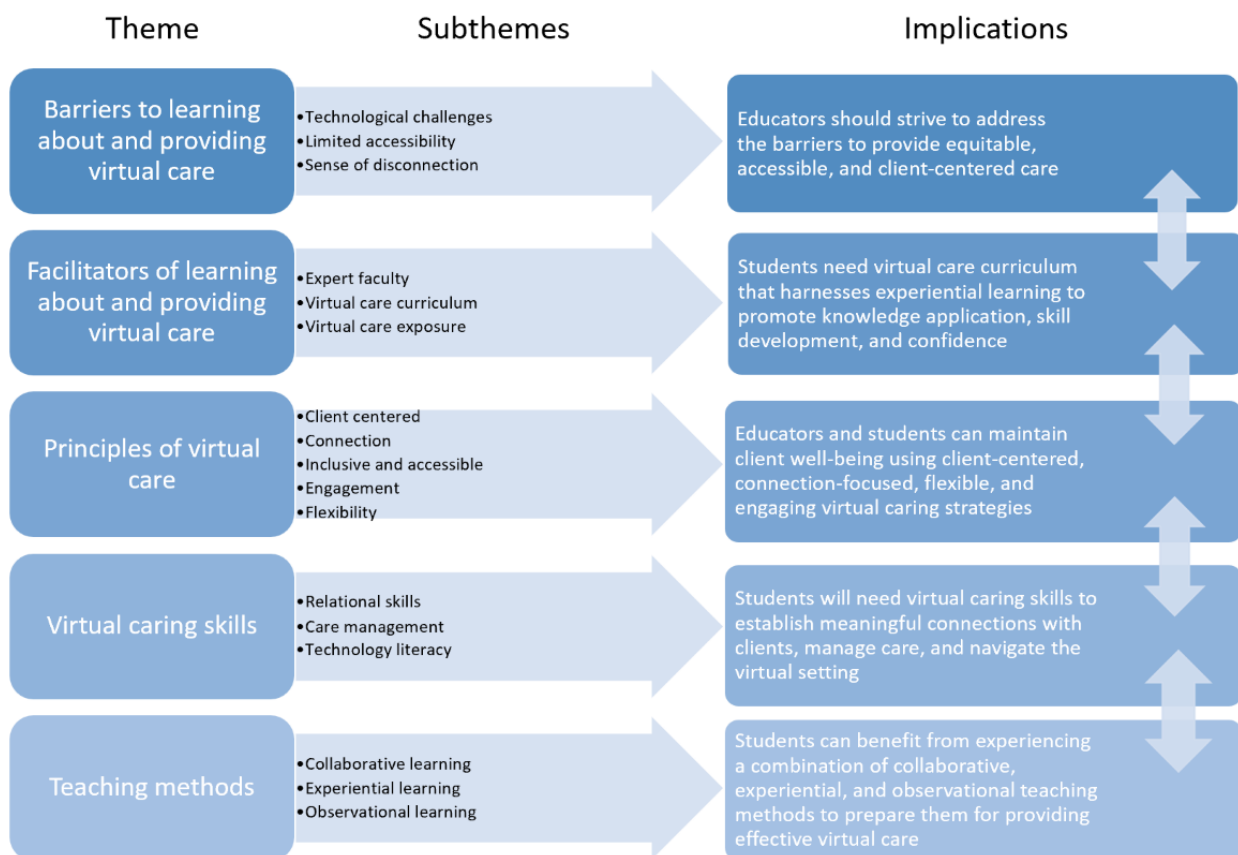 Theme
Subthemes
Implications
Barriers to learning
about and providing
virtual care
•Technological challenges
•Limited accessibility
•Sense of disconnection
Educators should strive to address
the barriers to provide equitable,
accessible, and client-centered care
Facilitators of learning
about and providing
virtual care
•Expert faculty
•Virtual care curriculum
•Virtual care exposure
Students need virtual care curriculum
that harnesses experiential learning to
promote knowledge application, skill
development, and confidence
Principles of virtual
care
•Client centered
•Connection
•Inclusive and accessible
•Engagement
•Flexibility
Educators and students can maintain
client well-being using client-centered,
connection-focused, flexible, and
engaging virtual caring strategies
Virtual caring skills
•Relational skills
•Care management
•Technology literacy
Students will need virtual caring skills to
establish meaningful connections with
clients, manage care, and navigate the
virtual setting
Teaching methods
•Collaborative learning
•Experiential learning
•Observational learning
Students can benefit from experiencing
a combination of collaborative,
experiential, and observational teaching
methods to prepare them for providing
effective virtual care